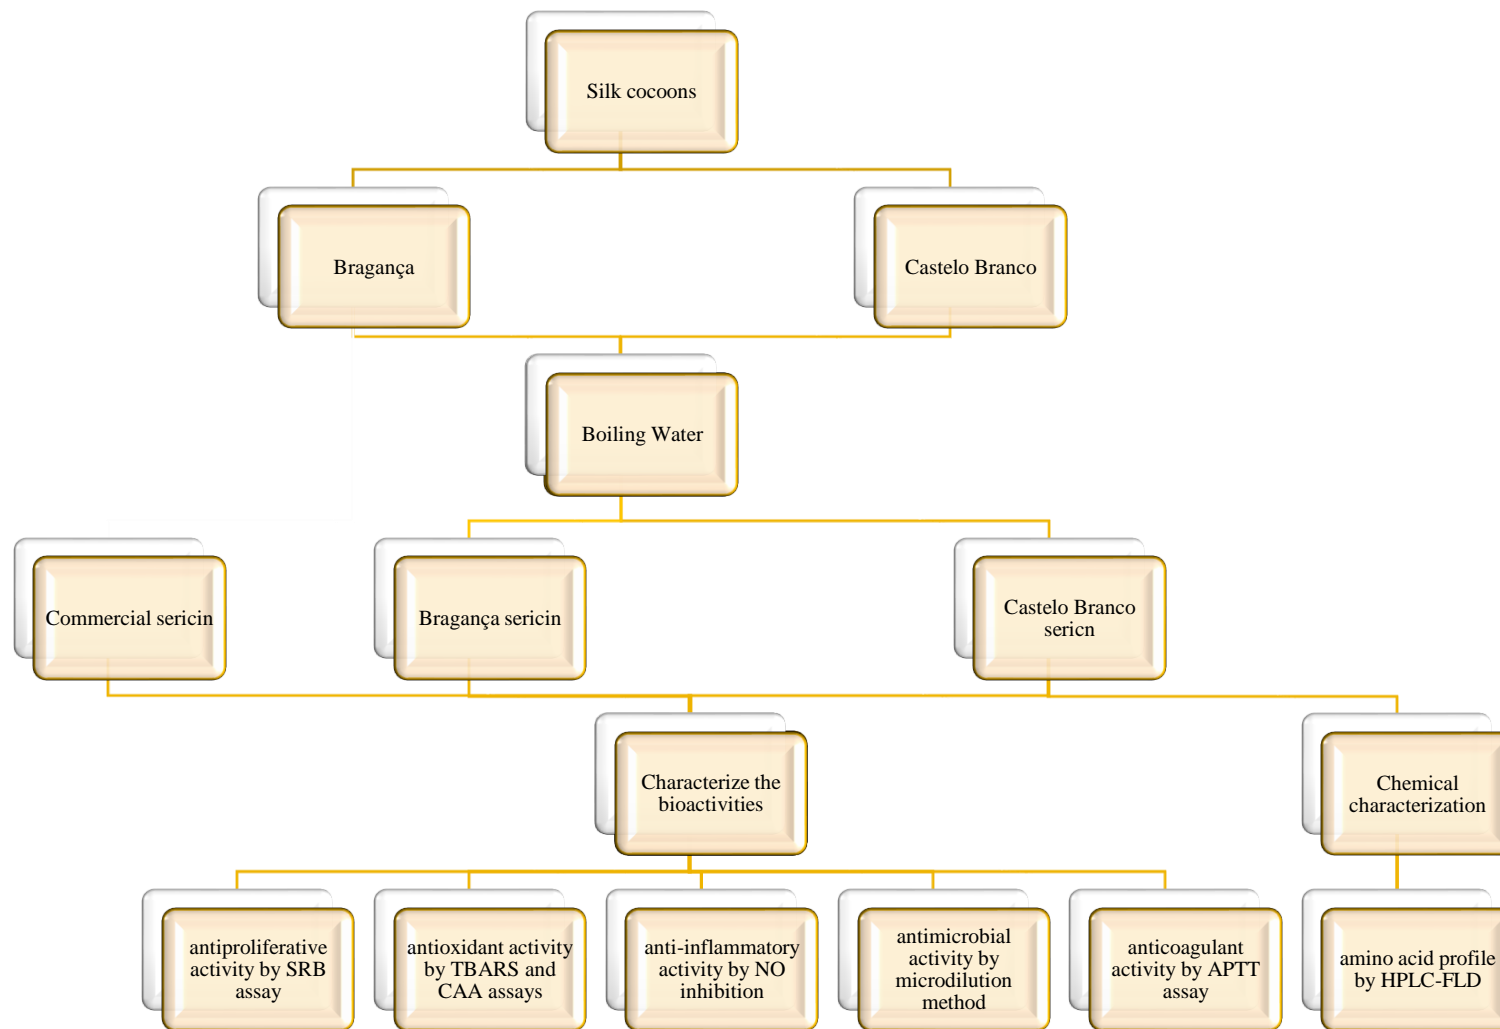 Silk cocoons
Bragança
Castelo Branco
Boiling Water
Commercial sericin
Bragança sericin
Castelo Branco
sericn
Characterize the
bioactivities
Chemical
characterization
antiproliferative
activity by SRB
assay
antioxidant activity
by TBARS and
CAA assays
anti-inflammatory
activity by NO
inhibition
antimicrobial
activity by
microdilution
method
anticoagulant
activity by APTT
assay
amino acid profile
by HPLC-FLD